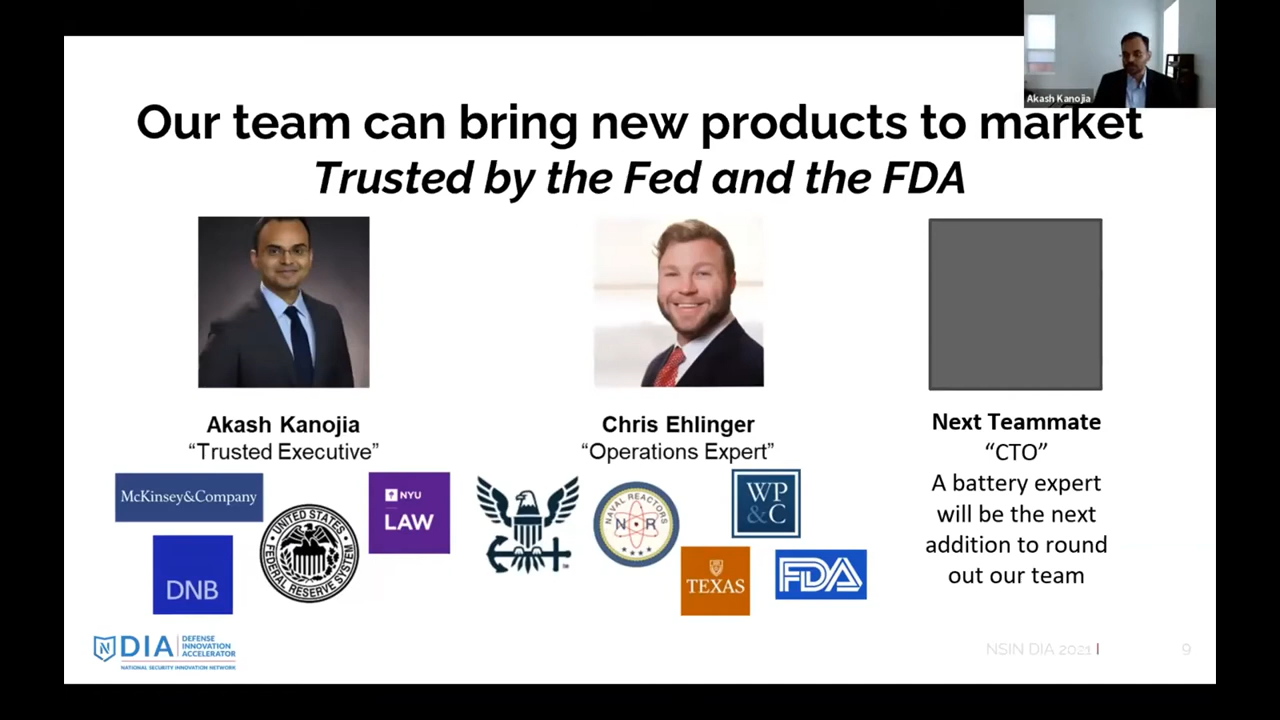 Akash Kanojia
Our team can bring new products to market
Trusted by the Fed and the FDA
Akash Kanojia
“Trusted Executive”
McKinsey&Company
UNITED STATES
FEDERAL RESERVE SYSTEM
NYU
LAW
DNB
Chris Ehlinger
“Operations Expert”
NAVAL REACTORS
NR
WP
&C
TEXAS
FDA
Next Teammate
“CTO”
A battery expert
will be the next
addition to round
out our team
N DIA
DEFENSE
INNOVATION
ACCELERATOR
NATIONAL SECURITY INNOVATION NETWORK
NSIN DIA 2021
9